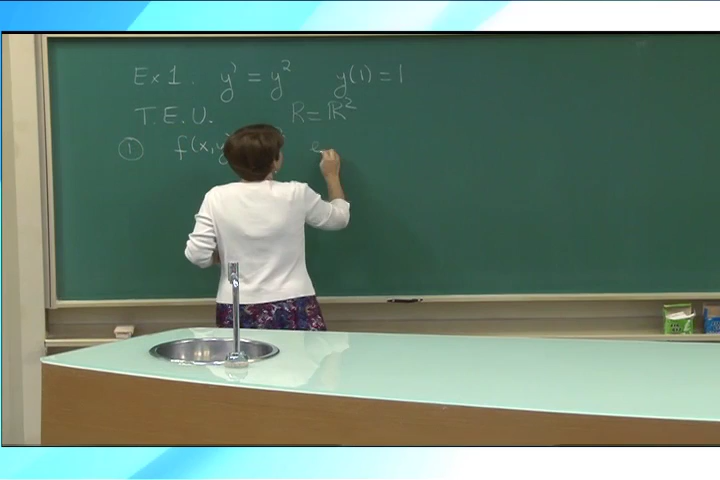 Ex 1. y' = y² y(1) = 1
T.E.U. R = ℝ²
① f(x,y